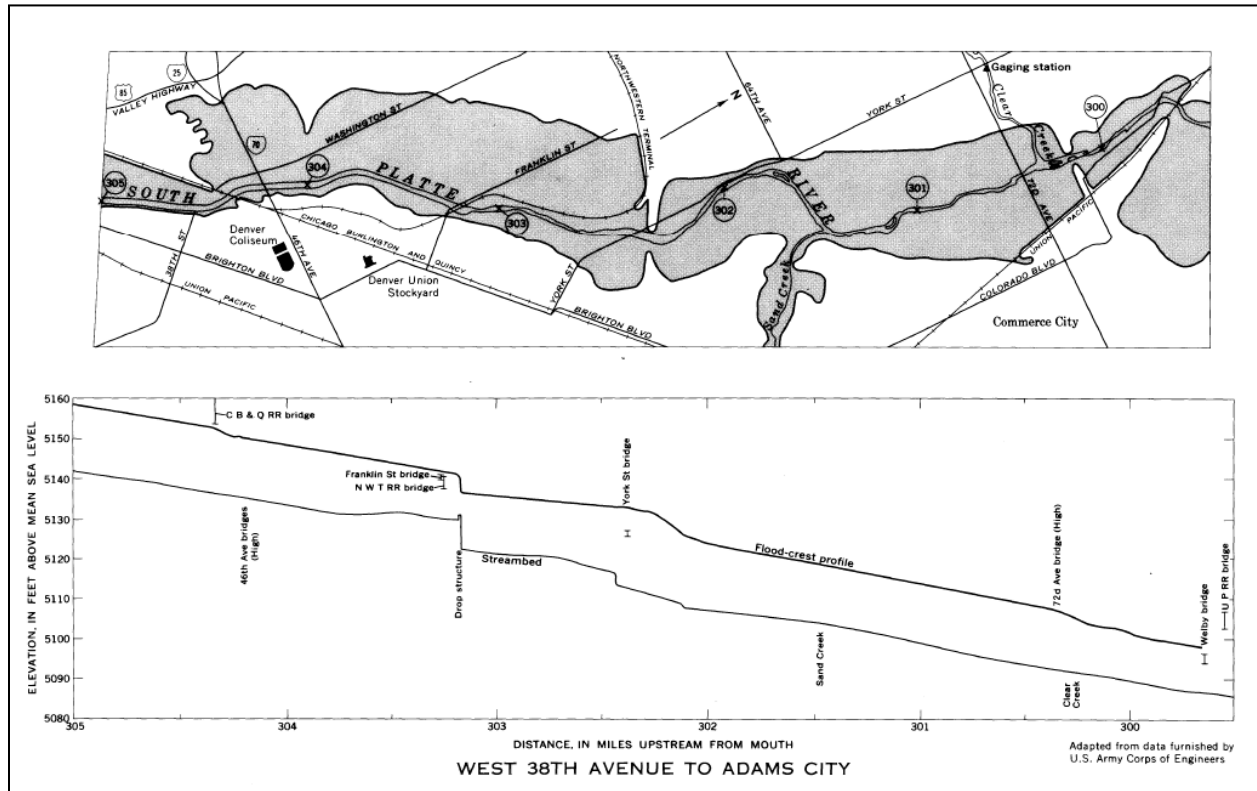 85
25
VALLEY HIGHWAY
WASHINGTON ST
70
305
SOUTH
304
PLATTE
FRANKLIN ST
NORTHWESTERN TERMINAL
N
64TH AVE
YORK ST
Gaging station
Clear
Creek
300
303
302
RIVER
301
72D AVE
UNION PACIFIC
Denver
Coliseum
38TH ST
46TH AVE
CHICAGO BURLINGTON AND QUINCY
BRIGHTON BLVD
UNION PACIFIC
Denver Union
Stockyard
YORK ST
BRIGHTON BLVD
Sand Creek
COLORADO BLVD
Commerce City
ELEVATION, IN FEET ABOVE MEAN SEA LEVEL
5160
5150
5140
5130
5120
5110
5100
5090
5080
C B & Q RR bridge
Franklin St bridge
N W T RR bridge
46th Ave bridges
(High)
Drop structure
Streambed
York St bridge
Flood-crest profile
Sand Creek
72d Ave bridge (High)
Clear
Creek
Welby bridge
U P RR bridge
305
304
303
302
301
300
DISTANCE, IN MILES UPSTREAM FROM MOUTH
WEST 38TH AVENUE TO ADAMS CITY
Adapted from data furnished by
U.S. Army Corps of Engineers